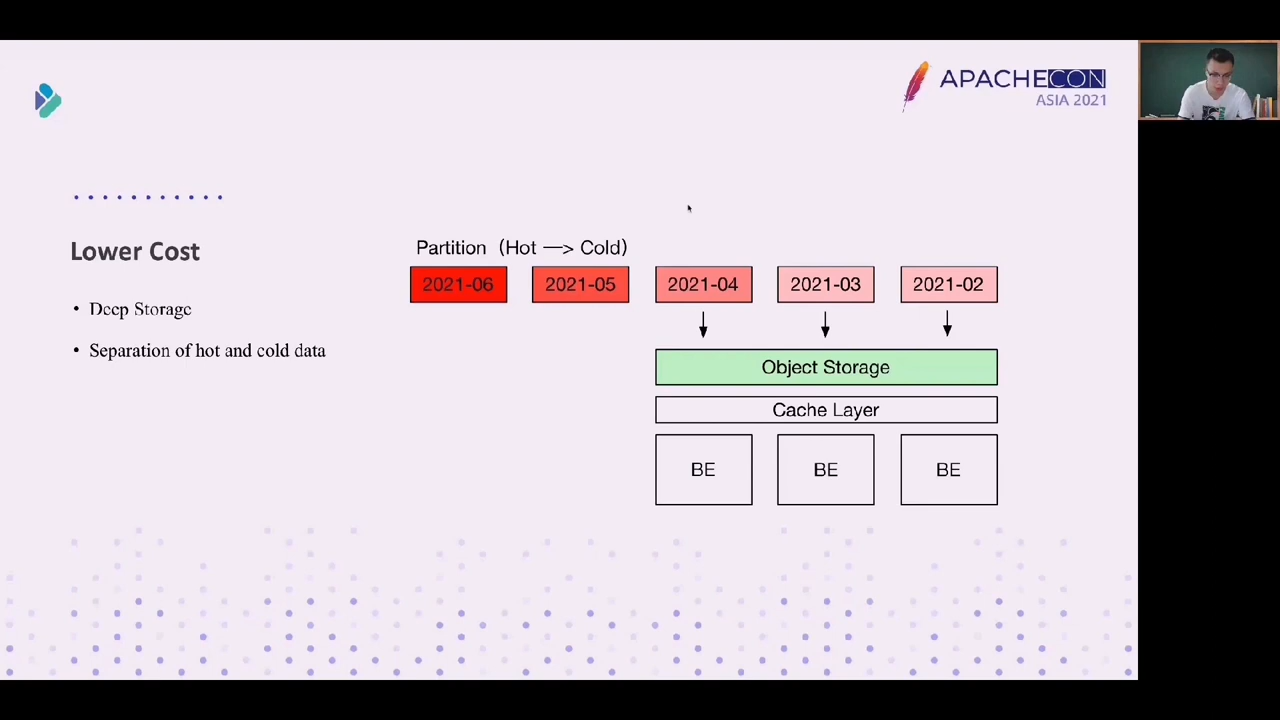 APACHECON
ASIA 2021
Lower Cost
• Deep Storage
• Separation of hot and cold data
Partition（Hot —> Cold）
2021-06 2021-05 2021-04 2021-03 2021-02
Object Storage
Cache Layer
BE BE BE